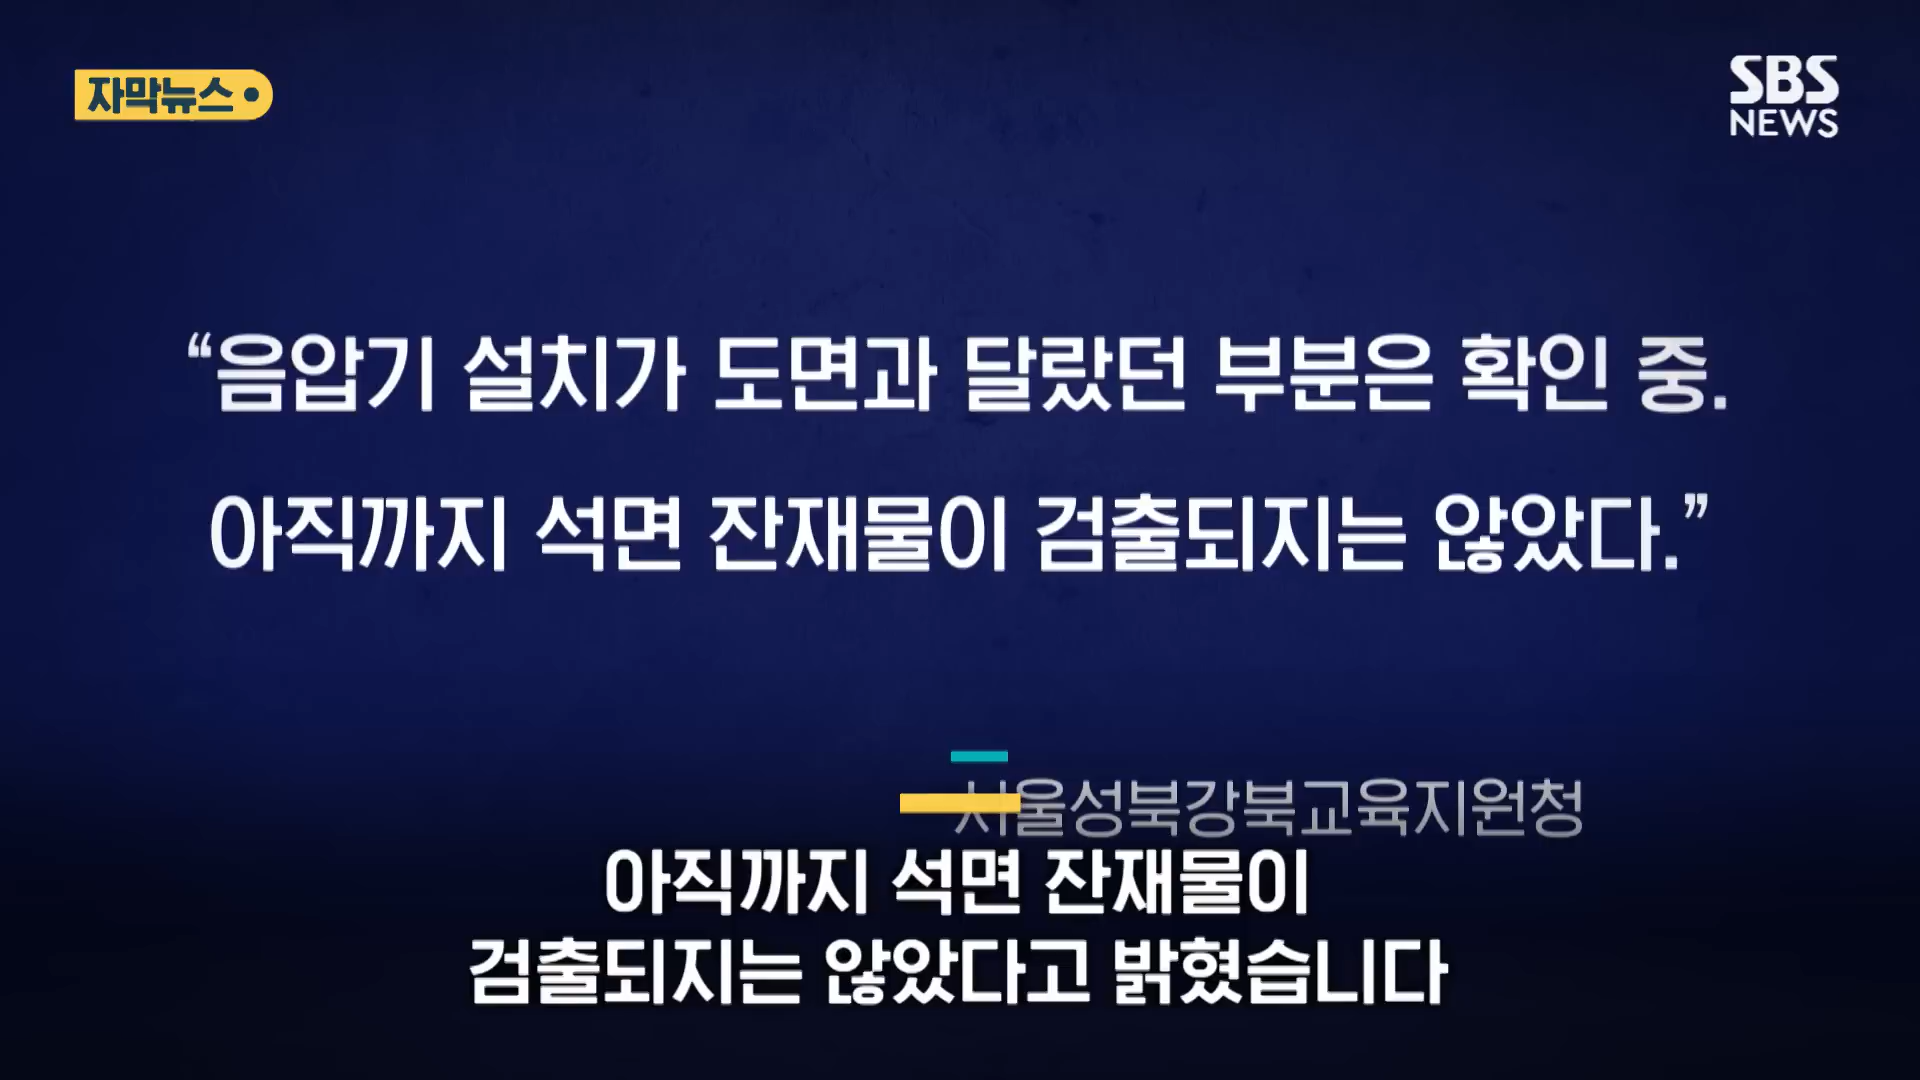 자막뉴스
SBS
NEWS
“음압기 설치가 도면과 달랐던 부분은 확인 중.
아직까지 석면 잔재물이 검출되지는 않았다.”
서울성북강북교육지원청
아직까지 석면 잔재물이
검출되지는 않았다고 밝혔습니다